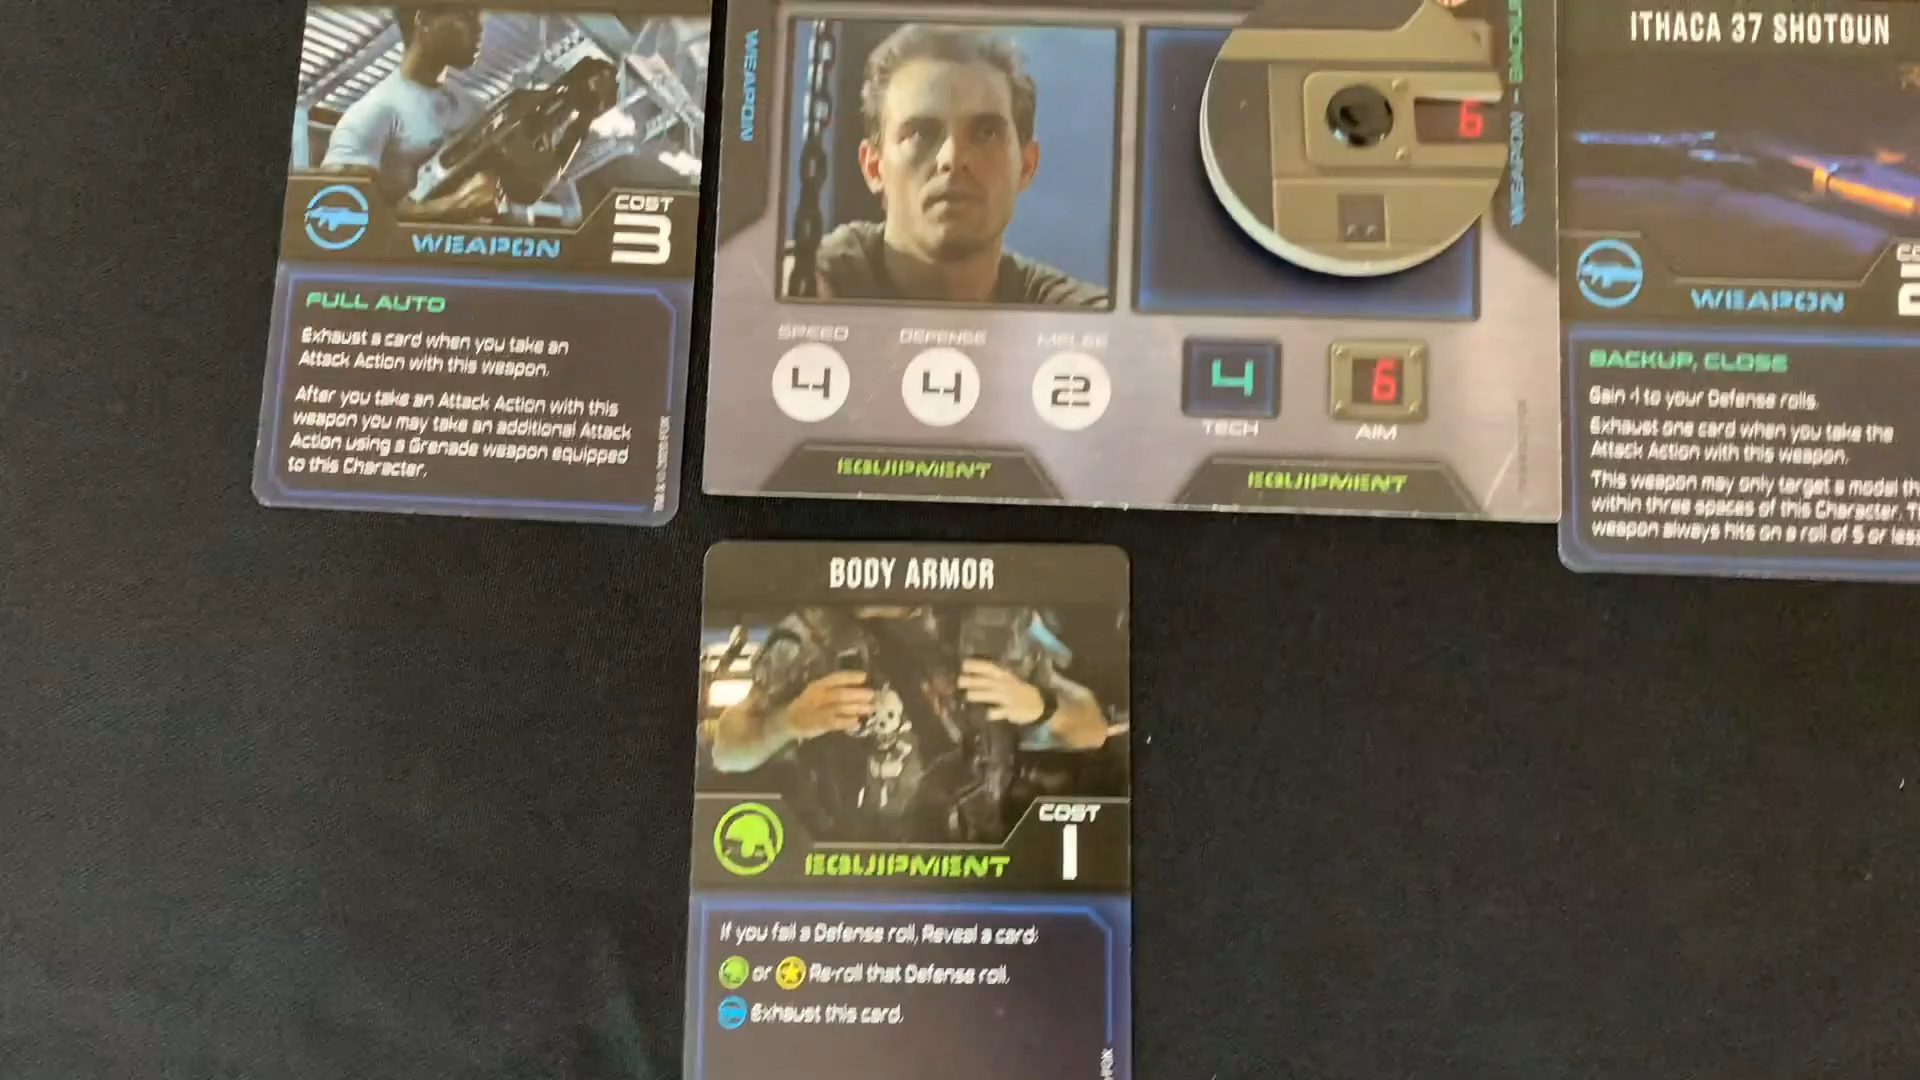 WEAPON
COST
3
FULL AUTO
Exhaust a card when you take an
Attack Action with this weapon.
After you take an Attack Action with this
weapon you may take an additional Attack
Action using a Grenade weapon equipped
to this Character.
WEAPON
6
WEAPON - BACKUP
SPEED
4
DEFENSE
4
MELEE
2
4
TECH
6
AIM
EQUIPMENT
EQUIPMENT
ITHACA 37 SHOTGUN
WEAPON
BACKUP, CLOSE
Gain -1 to your Defense rolls.
Exhaust one card when you take the
Attack Action with this weapon.
This weapon may only target a model
within three spaces of this Character.
weapon always hits on a roll of 5 or less
BODY ARMOR
EQUIPMENT
COST
1
If you fail a Defense roll, Reveal a card:
or Re-roll that Defense roll.
Exhaust this card.